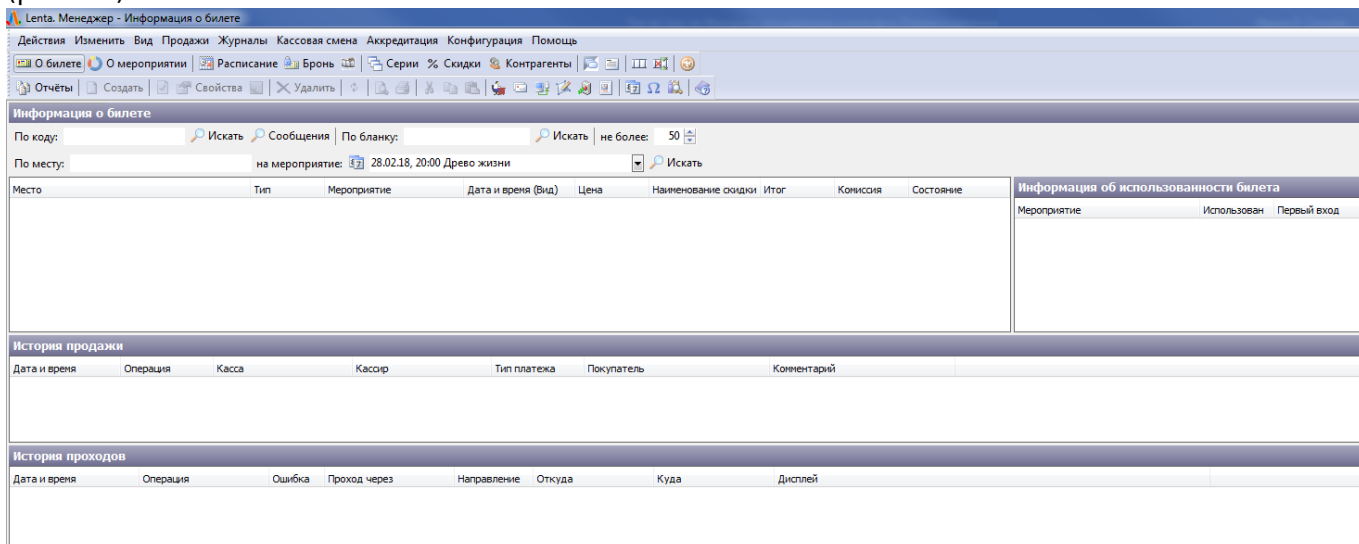 Lenta. Менеджер - Информация о билете
Действия Изменить Вид Продажи Журналы Кассовая смена Аккредитация Конфигурация Помощь
О билете О мероприятии Расписание Бронь Серии % Скидки Контрагенты
Отчёты Создать Свойства Удалить
Информация о билете
По коду: Искать Сообщения По бланку: Искать не более: 50
По месту: на мероприятие: 28.02.18, 20:00 Древо жизни Искать
Место Тип Мероприятие Дата и время (Вид) Цена Наименование скидки Итог Комиссия Состояние
Информация об использованности билета
Мероприятие Использован Первый вход
История продажи
Дата и время Операция Касса Кассир Тип платежа Покупатель Комментарий
История проходов
Дата и время Операция Ошибка Проход через Направление Откуда Куда Дисплей